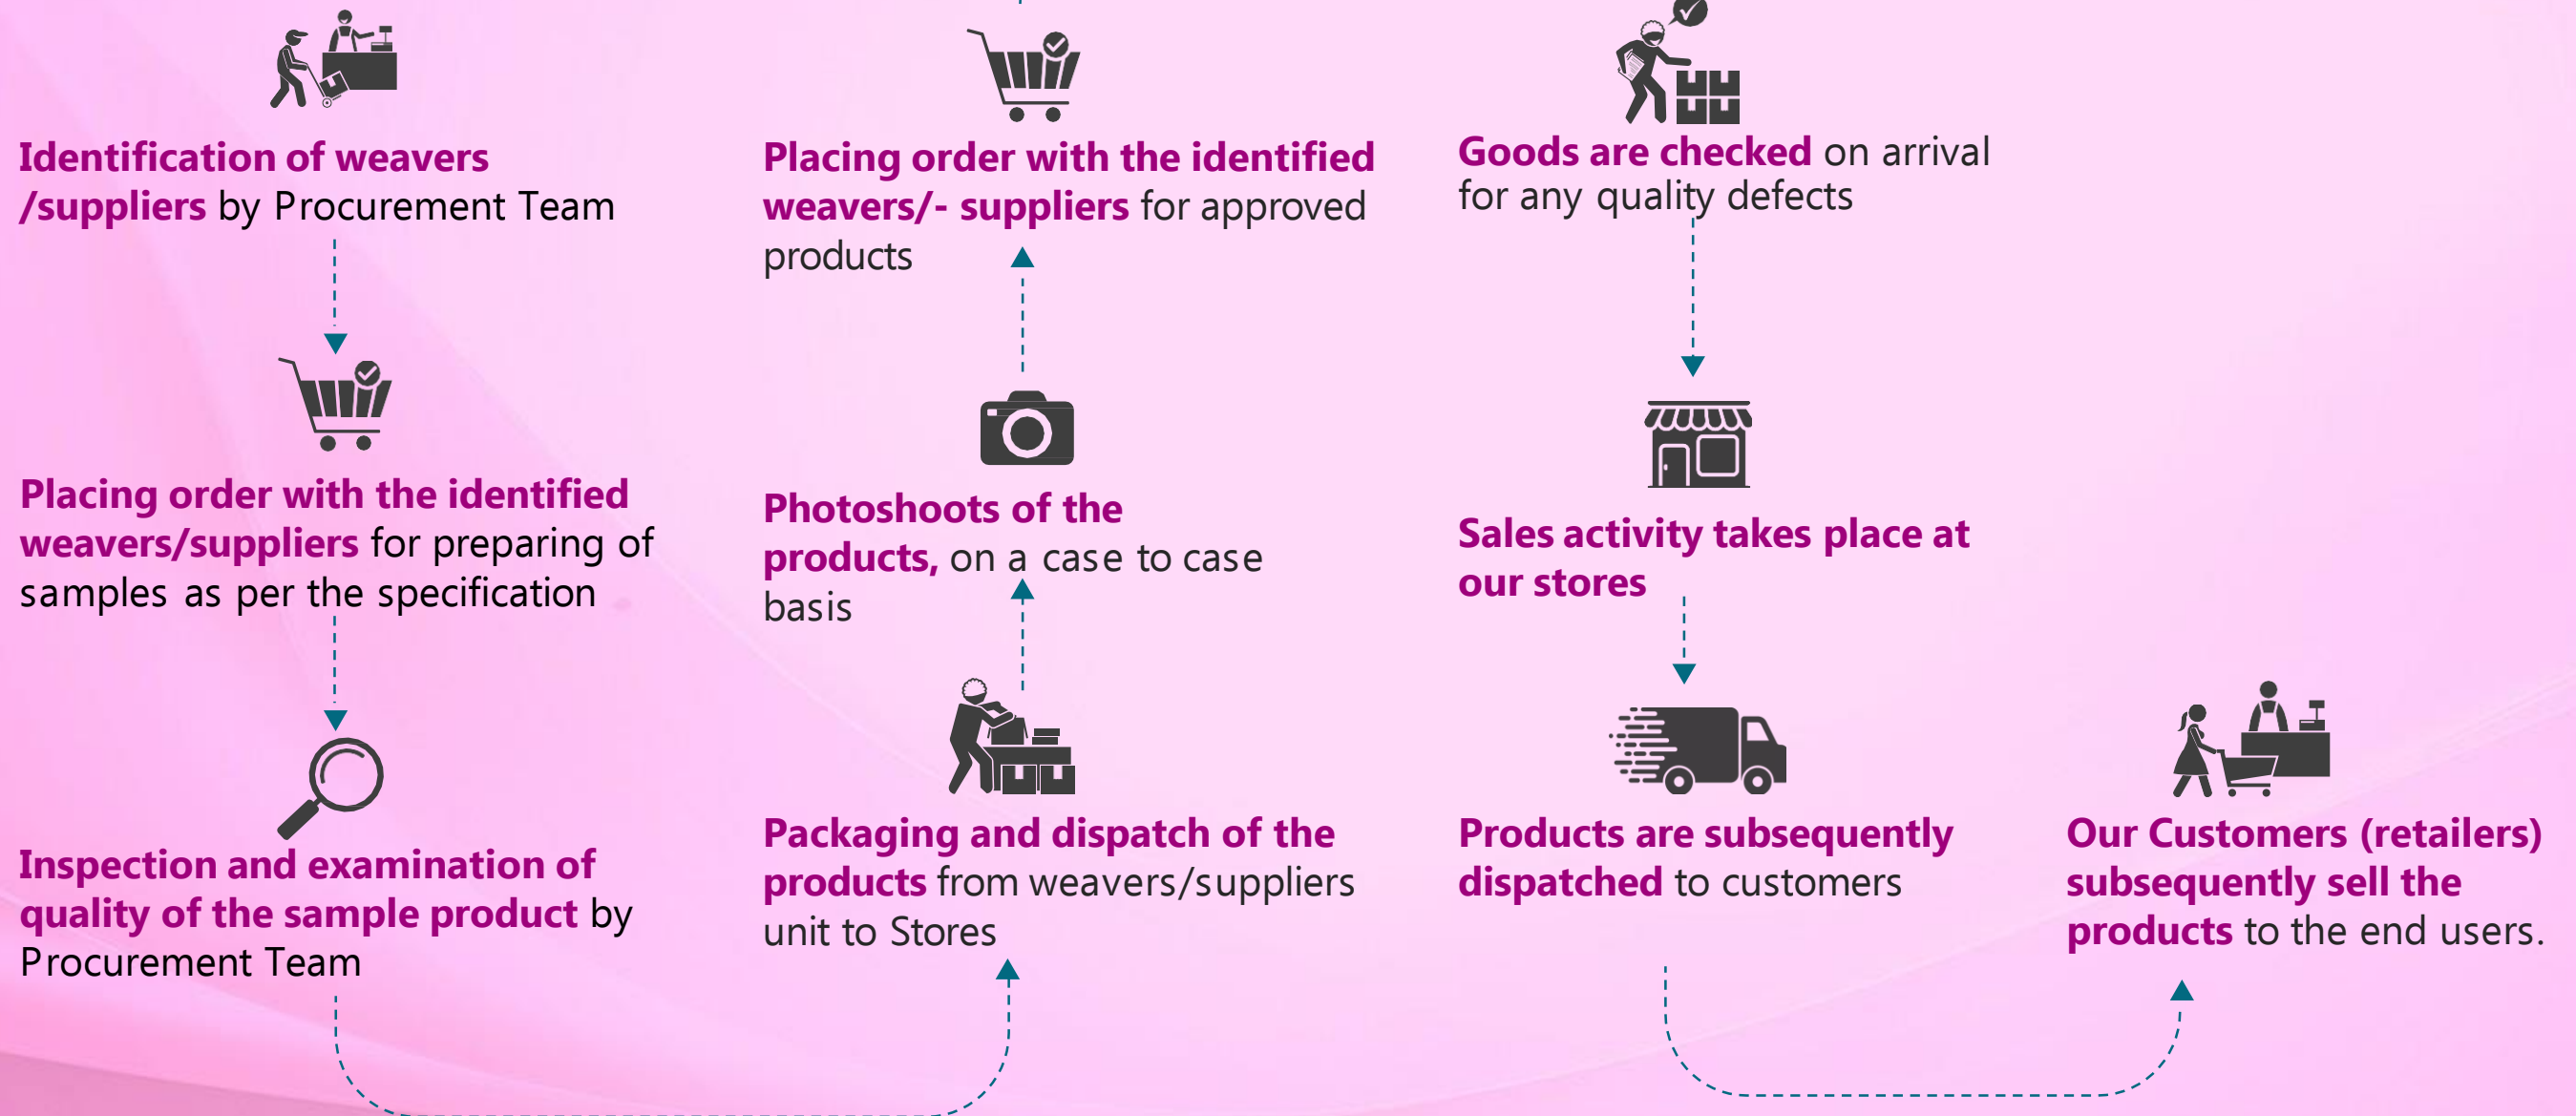 Identification of weavers
/suppliers by Procurement Team
Placing order with the identified
weavers/suppliers for preparing of
samples as per the specification
Inspection and examination of
quality of the sample product by
Procurement Team
Placing order with the identified
weavers/- suppliers for approved
products
Photoshoots of the
products, on a case to case
basis
Packaging and dispatch of the
products from weavers/suppliers
unit to Stores
Goods are checked on arrival
for any quality defects
Sales activity takes place at
our stores
Products are subsequently
dispatched to customers
Our Customers (retailers)
subsequently sell the
products to the end users.